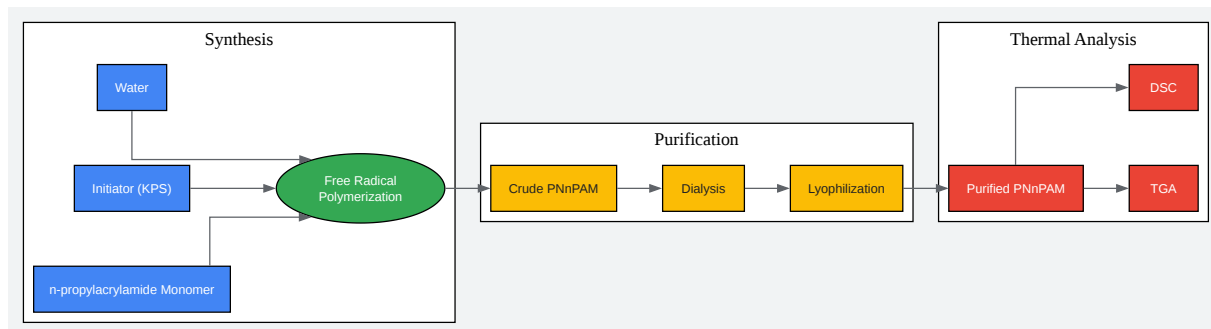 Synthesis
Water
Initiator (KPS)
n-propylacrylamide Monomer
Free Radical
Polymerization
Purification
Crude PNnPAM
Dialysis
Lyophilization
Thermal Analysis
Purified PNnPAM
DSC
TGA